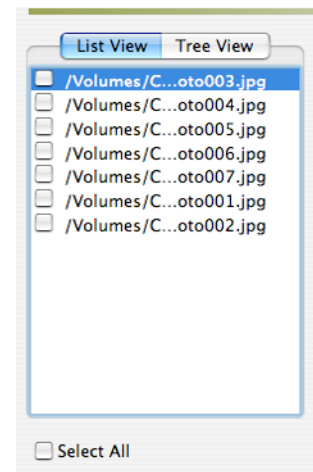 List View Tree View
/Volumes/C...oto003.jpg
/Volumes/C...oto004.jpg
/Volumes/C...oto005.jpg
/Volumes/C...oto006.jpg
/Volumes/C...oto007.jpg
/Volumes/C...oto001.jpg
/Volumes/C...oto002.jpg
Select All